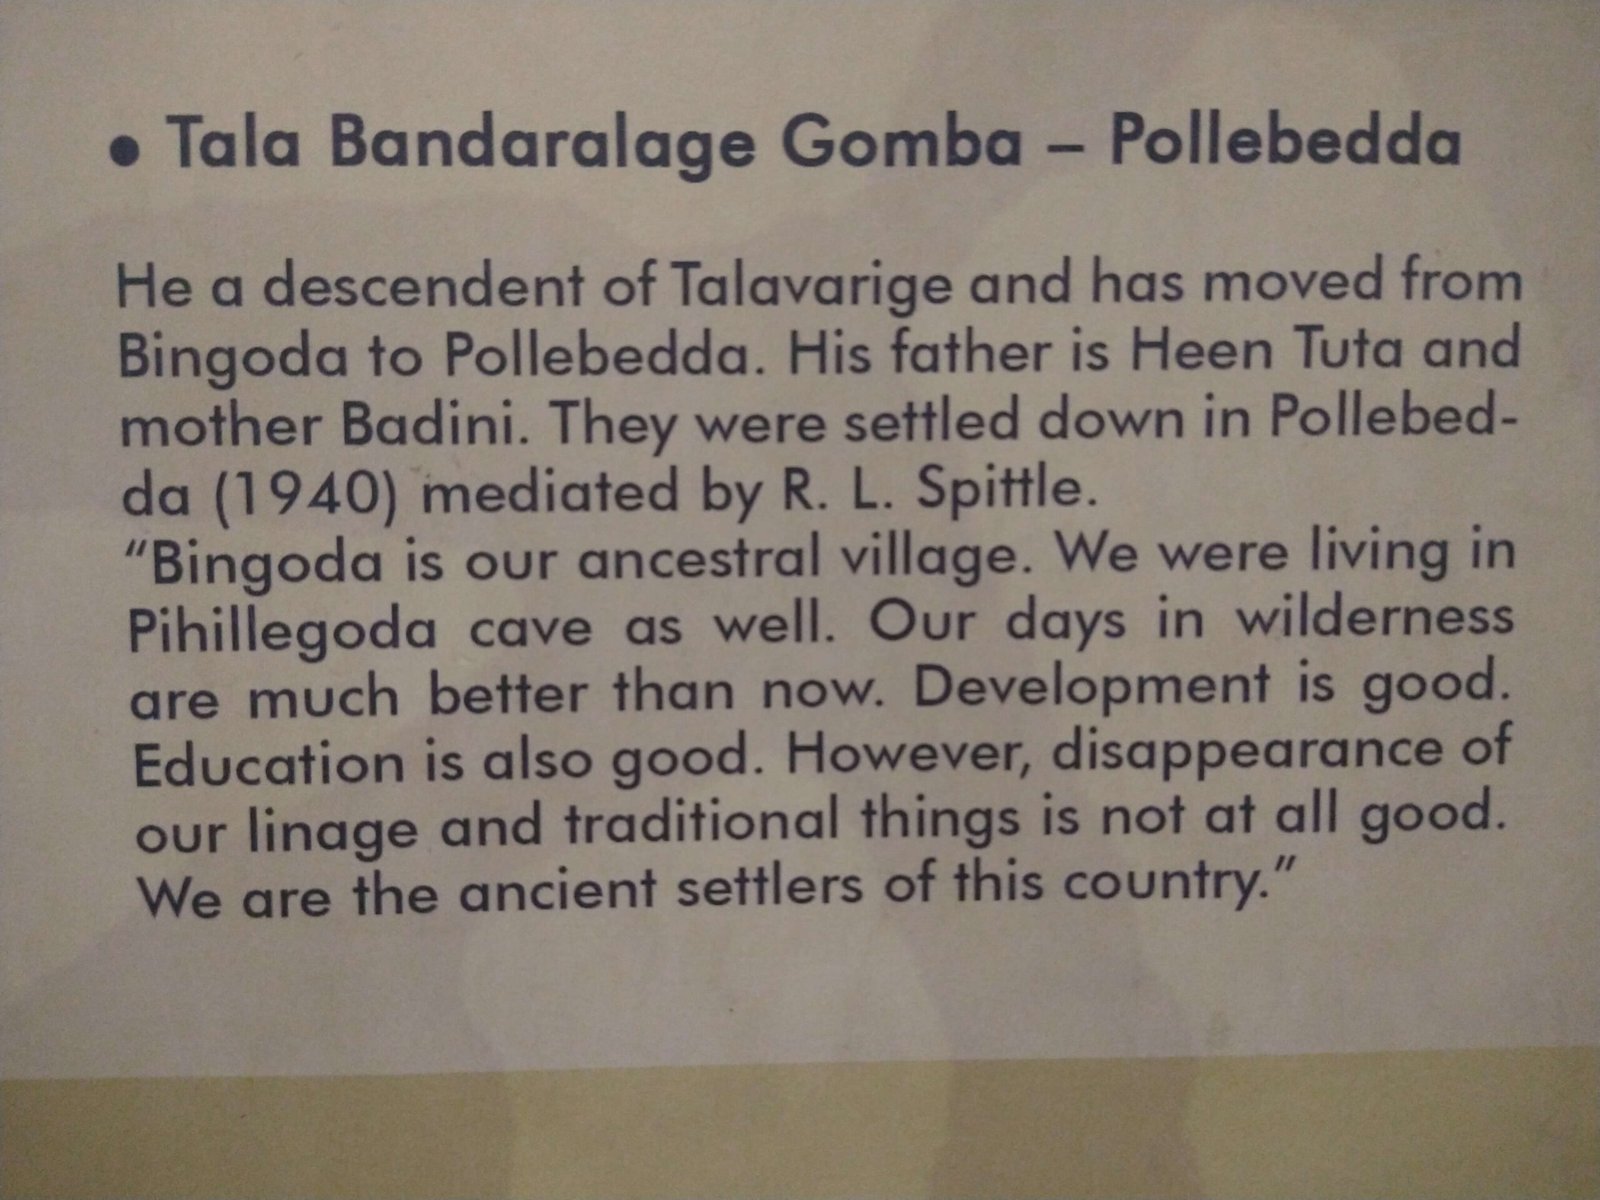 • Tala Bandaralage Gomba – Pollebedda
He a descendent of Talavarige and has moved from
Bingoda to Pollebedda. His father is Heen Tuta and
mother Badini. They were settled down in Pollebed-
da (1940) mediated by R. L. Spittle.
“Bingoda is our ancestral village. We were living in
Pihillegoda cave as well. Our days in wilderness
are much better than now. Development is good.
Education is also good. However, disappearance of
our linage and traditional things is not at all good.
We are the ancient settlers of this country.”